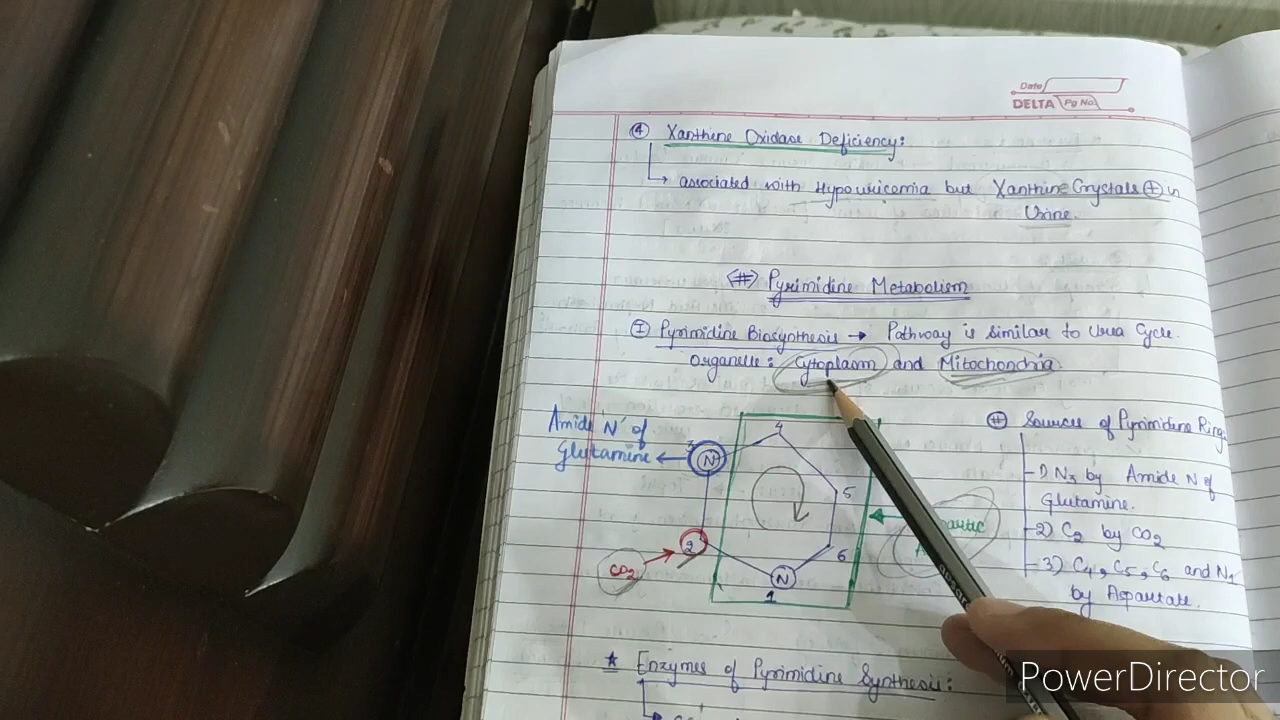 Date
DELTA Pg No.
④ Xanthine Oxidase Deficiency:
↳ associated with Hypouricemia but Xanthine Crystals ⊕ in
Urine.
<#> Pyrimidine Metabolism
Ⓘ Pyrimidine Biosynthesis → Pathway is similar to Urea Cycle.
Organelle: Cytoplasm and Mitochondria.
Amide 'N' of
Glutamine
3
N
4
5
6
N
1
2
CO2
# Sources of Pyrimidine Ring
1) N3 by Amide N of
Glutamine.
2) C2 by CO2
3) C4, C5, C6 and N1
by Aspartate.
★ Enzymes of Pyrimidine Synthesis:
PowerDirector